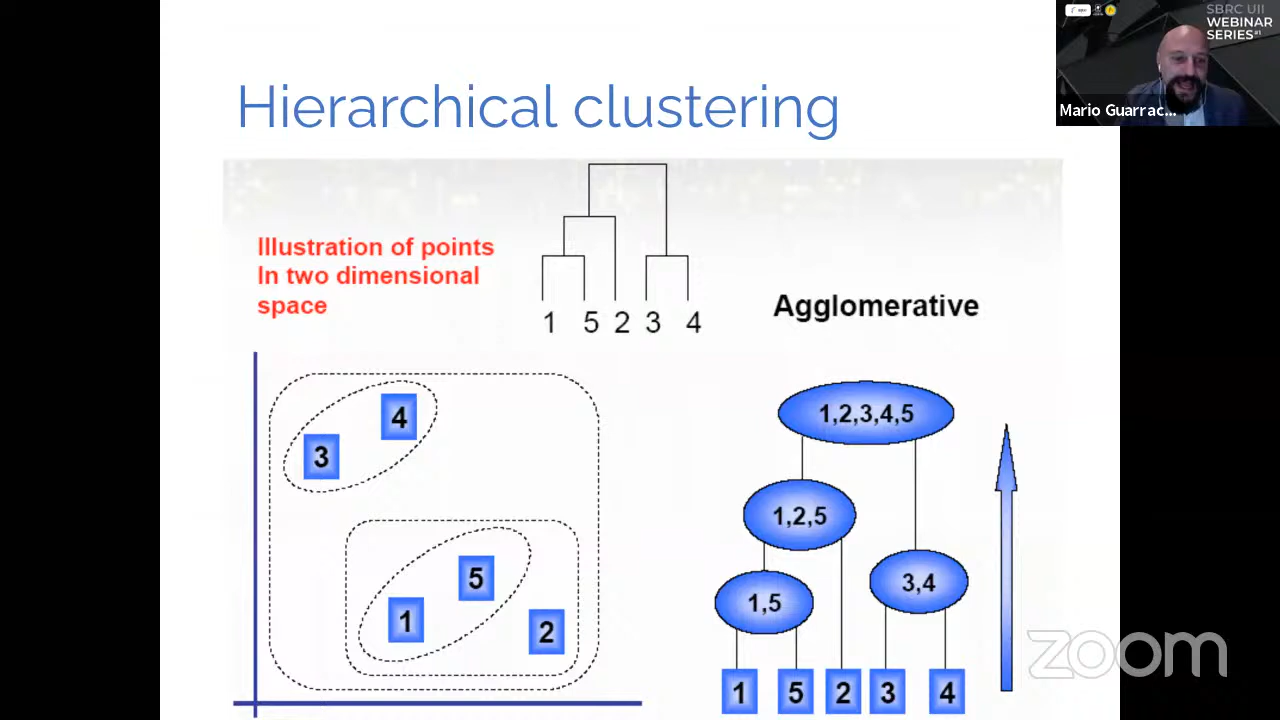 SBRC UII
WEBINAR
SERIES#1
Mario Guarrac...
Hierarchical clustering
Illustration of points
In two dimensional
space
1 5 2 3 4
Agglomerative
4
3
5
1
2
1,2,3,4,5
1,2,5
3,4
1,5
1 5 2 3 4
zoom